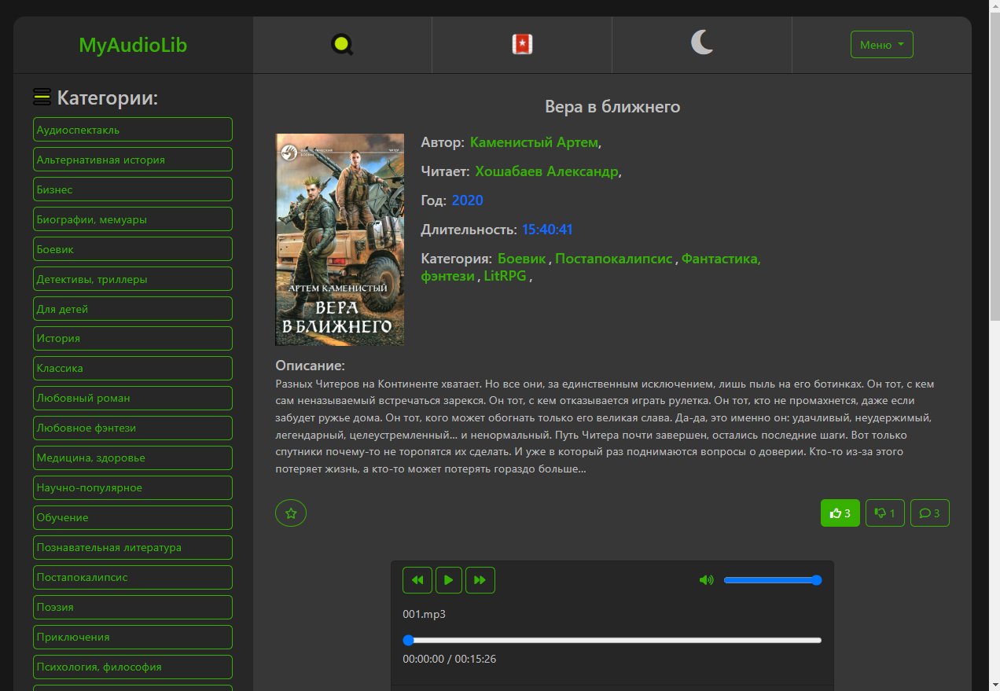 MyAudioLib
Меню
Категории:
Аудиоспектакль
Альтернативная история
Бизнес
Биографии, мемуары
Боевик
Детективы, триллеры
Для детей
История
Классика
Любовный роман
Любовное фэнтези
Медицина, здоровье
Научно-популярное
Обучение
Познавательная литература
Постапокалипсис
Поэзия
Приключения
Психология, философия
Вера в ближнего
АРТЕМ КАМЕНИСТЫЙ
ВЕРА
В БЛИЖНЕГО
Автор: Каменистый Артем,
Читает: Хошабаев Александр,
Год: 2020
Длительность: 15:40:41
Категория: Боевик , Постапокалипсис , Фантастика,
фэнтези , LitRPG ,
Описание:
Разных Читеров на Континенте хватает. Но все они, за единственным исключением, лишь пыль на его ботинках. Он тот, с кем
сам неназываемый встречаться зарекся. Он тот, с кем отказывается играть рулетка. Он тот, кто не промахнется, даже если
забудет ружье дома. Он тот, кого может обогнать только его великая слава. Да-да, это именно он: удачливый, неудержимый,
легендарный, целеустремленный... и ненормальный. Путь Читера почти завершен, остались последние шаги. Вот только
спутники почему-то не торопятся их сделать. И уже в который раз поднимаются вопросы о доверии. Кто-то из-за этого
потеряет жизнь, а кто-то может потерять гораздо больше...
3
1
3
001.mp3
00:00:00 / 00:15:26